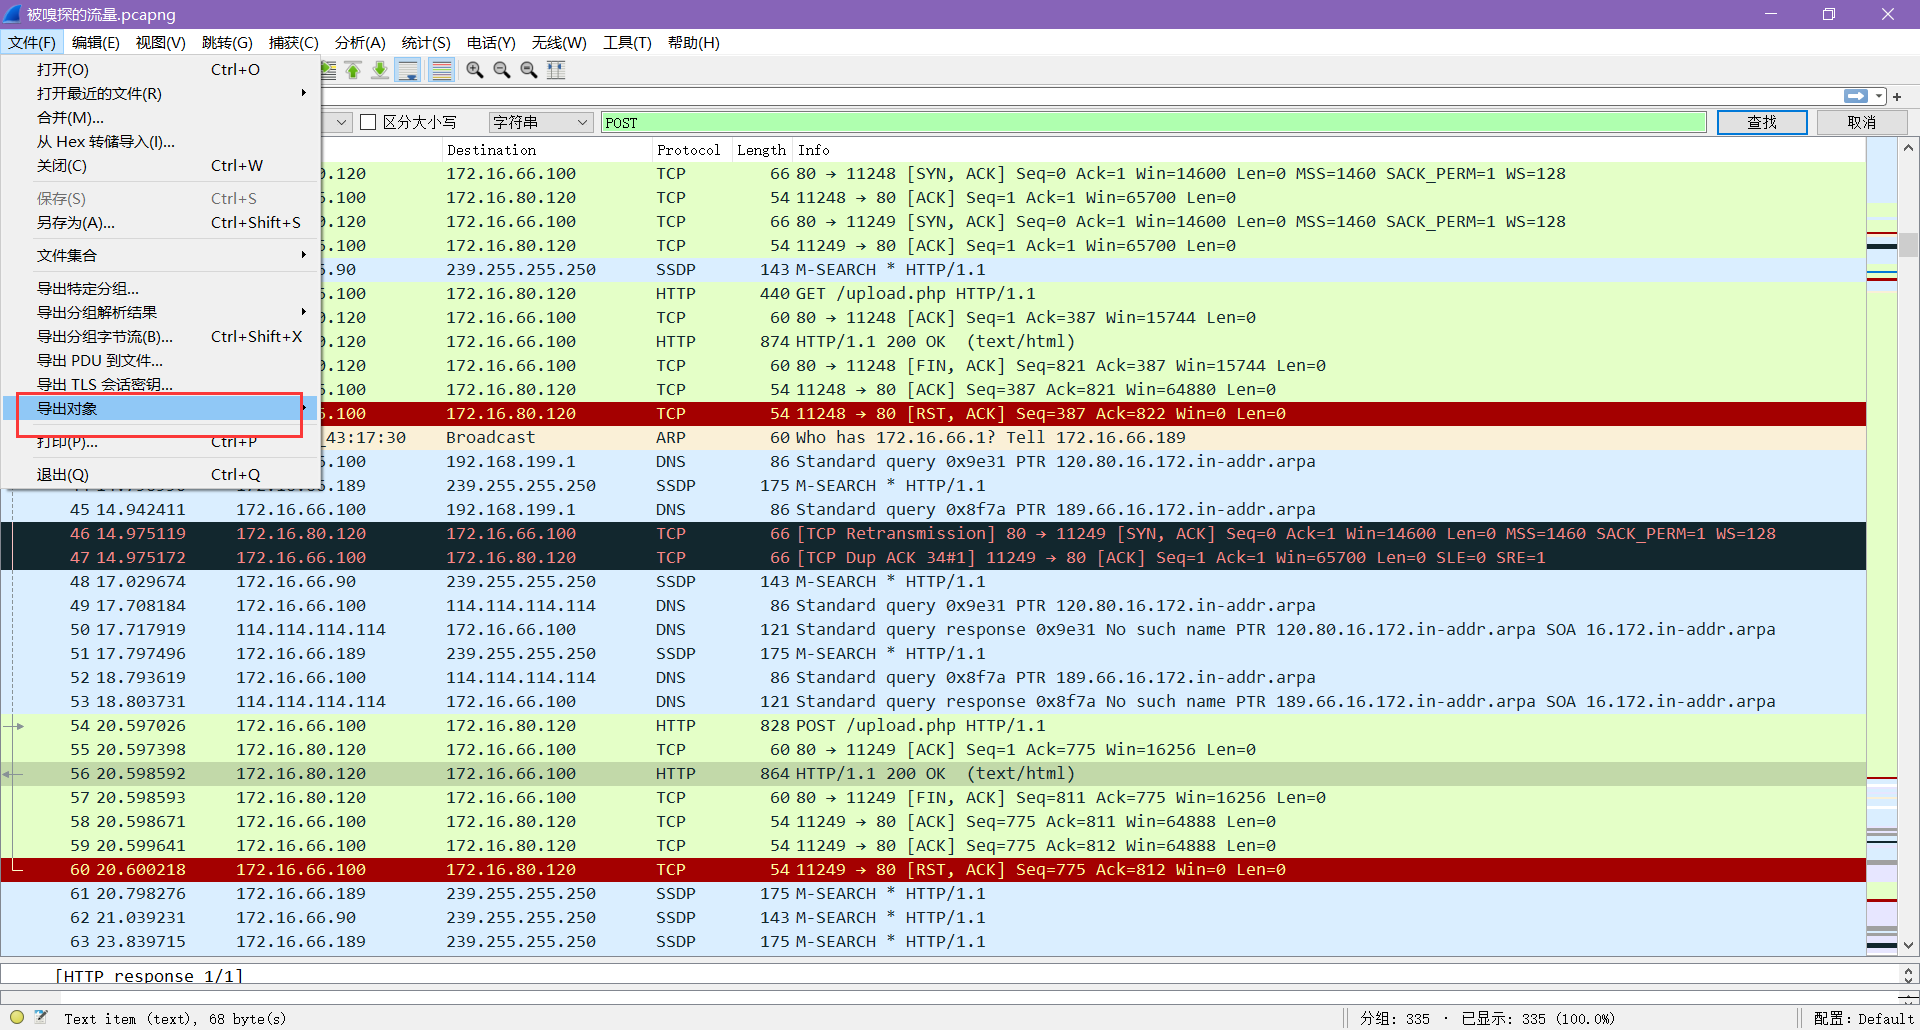 被嗅探的流量.pcapng
文件(F) 编辑(E) 视图(V) 跳转(G) 捕获(C) 分析(A) 统计(S) 电话(Y) 无线(W) 工具(T) 帮助(H)
打开(O) Ctrl+O
打开最近的文件(R)
合并(M)...
从 Hex 转储导入(I)...
关闭(C) Ctrl+W
保存(S) Ctrl+S
另存为(A)... Ctrl+Shift+S
文件集合
导出特定分组...
导出分组解析结果
导出分组字节流(B)... Ctrl+Shift+X
导出 PDU 到文件...
导出 TLS 会话密钥...
导出对象
打印(P)... Ctrl+P
退出(Q) Ctrl+Q
区分大小写 字符串 POST 查找 取消
Destination Protocol Length Info
.120 172.16.66.100 TCP 66 80 → 11248 [SYN, ACK] Seq=0 Ack=1 Win=14600 Len=0 MSS=1460 SACK_PERM=1 WS=128
.100 172.16.80.120 TCP 54 11248 → 80 [ACK] Seq=1 Ack=1 Win=65700 Len=0
.120 172.16.66.100 TCP 66 80 → 11249 [SYN, ACK] Seq=0 Ack=1 Win=14600 Len=0 MSS=1460 SACK_PERM=1 WS=128
.100 172.16.80.120 TCP 54 11249 → 80 [ACK] Seq=1 Ack=1 Win=65700 Len=0
.90 239.255.255.250 SSDP 143 M-SEARCH * HTTP/1.1
.100 172.16.80.120 HTTP 440 GET /upload.php HTTP/1.1
.120 172.16.66.100 TCP 60 80 → 11248 [ACK] Seq=1 Ack=387 Win=15744 Len=0
.120 172.16.66.100 HTTP 874 HTTP/1.1 200 OK (text/html)
.120 172.16.66.100 TCP 60 80 → 11248 [FIN, ACK] Seq=821 Ack=387 Win=15744 Len=0
.100 172.16.80.120 TCP 54 11248 → 80 [ACK] Seq=387 Ack=821 Win=64880 Len=0
.100 172.16.80.120 TCP 54 11248 → 80 [RST, ACK] Seq=387 Ack=822 Win=0 Len=0
_43:17:30 Broadcast ARP 60 Who has 172.16.66.1? Tell 172.16.66.189
.100 192.168.199.1 DNS 86 Standard query 0x9e31 PTR 120.80.16.172.in-addr.arpa
.189 239.255.255.250 SSDP 175 M-SEARCH * HTTP/1.1
45 14.942411 172.16.66.100 192.168.199.1 DNS 86 Standard query 0x8f7a PTR 189.66.16.172.in-addr.arpa
46 14.975119 172.16.80.120 172.16.66.100 TCP 66 [TCP Retransmission] 80 → 11249 [SYN, ACK] Seq=0 Ack=1 Win=14600 Len=0 MSS=1460 SACK_PERM=1 WS=128
47 14.975172 172.16.66.100 172.16.80.120 TCP 66 [TCP Dup ACK 34#1] 11249 → 80 [ACK] Seq=1 Ack=1 Win=65700 Len=0 SLE=0 SRE=1
48 17.029674 172.16.66.90 239.255.255.250 SSDP 143 M-SEARCH * HTTP/1.1
49 17.708184 172.16.66.100 114.114.114.114 DNS 86 Standard query 0x9e31 PTR 120.80.16.172.in-addr.arpa
50 17.717919 114.114.114.114 172.16.66.100 DNS 121 Standard query response 0x9e31 No such name PTR 120.80.16.172.in-addr.arpa SOA 16.172.in-addr.arpa
51 17.797496 172.16.66.189 239.255.255.250 SSDP 175 M-SEARCH * HTTP/1.1
52 18.793619 172.16.66.100 114.114.114.114 DNS 86 Standard query 0x8f7a PTR 189.66.16.172.in-addr.arpa
53 18.803731 114.114.114.114 172.16.66.100 DNS 121 Standard query response 0x8f7a No such name PTR 189.66.16.172.in-addr.arpa SOA 16.172.in-addr.arpa
54 20.597026 172.16.66.100 172.16.80.120 HTTP 828 POST /upload.php HTTP/1.1
55 20.597398 172.16.80.120 172.16.66.100 TCP 60 80 → 11249 [ACK] Seq=1 Ack=775 Win=16256 Len=0
56 20.598592 172.16.80.120 172.16.66.100 HTTP 864 HTTP/1.1 200 OK (text/html)
57 20.598593 172.16.80.120 172.16.66.100 TCP 60 80 → 11249 [FIN, ACK] Seq=811 Ack=775 Win=16256 Len=0
58 20.598671 172.16.66.100 172.16.80.120 TCP 54 11249 → 80 [ACK] Seq=775 Ack=811 Win=64888 Len=0
59 20.599641 172.16.66.100 172.16.80.120 TCP 54 11249 → 80 [ACK] Seq=775 Ack=812 Win=64888 Len=0
60 20.600218 172.16.66.100 172.16.80.120 TCP 54 11249 → 80 [RST, ACK] Seq=775 Ack=812 Win=0 Len=0
61 20.798276 172.16.66.189 239.255.255.250 SSDP 175 M-SEARCH * HTTP/1.1
62 21.039231 172.16.66.90 239.255.255.250 SSDP 143 M-SEARCH * HTTP/1.1
63 23.839715 172.16.66.189 239.255.255.250 SSDP 175 M-SEARCH * HTTP/1.1
[HTTP response 1/1]
Text item (text), 68 byte(s) 分组: 335 · 已显示: 335 (100.0%) 配置: Default